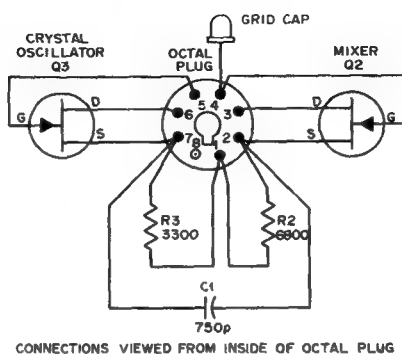 GRID CAP
CRYSTAL
OSCILLATOR
Q3
OCTAL
PLUG
MIXER
Q2
G
D
S
5 4
6
3
7
2
8
1
D
S
G
R3
3300
R2
6800
C1
750p
CONNECTIONS VIEWED FROM INSIDE OF OCTAL PLUG